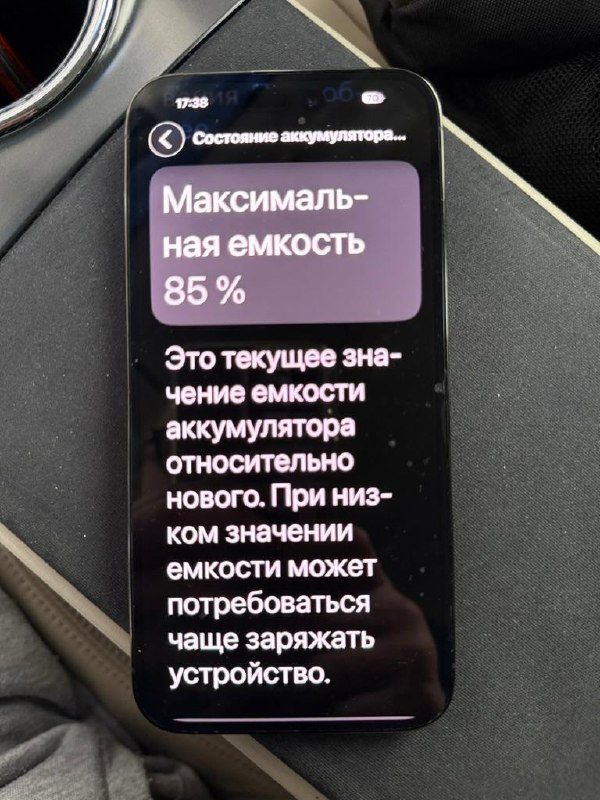 17:38
70
Состояние аккумулятора...
Максималь-
ная емкость
85 %
Это текущее зна-
чение емкости
аккумулятора
относительно
нового. При низ-
ком значении
емкости может
потребоваться
чаще заряжать
устройство.